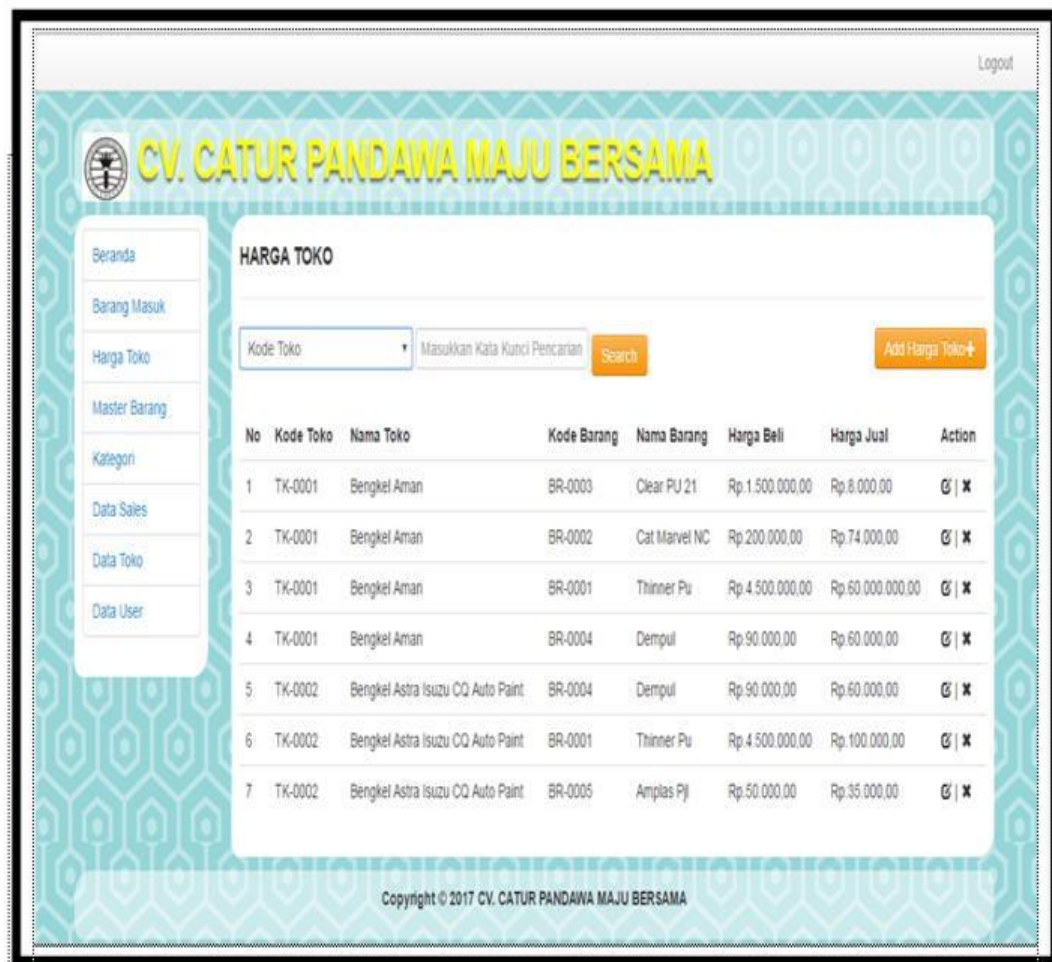 Logout
CV. CATUR PANDAWA MAJU BERSAMA
Beranda
Barang Masuk
Harga Toko
Master Barang
Kategori
Data Sales
Data Toko
Data User
HARGA TOKO
Kode Toko Masukkan Kata Kunci Pencarian Search Add Harga Toko+
No Kode Toko Nama Toko Kode Barang Nama Barang Harga Beli Harga Jual Action
1 TK-0001 Bengkel Aman BR-0003 Clear PU 21 Rp.1.500.000,00 Rp.8.000,00 |
2 TK-0001 Bengkel Aman BR-0002 Cat Marvel NC Rp.200.000,00 Rp.74.000,00 |
3 TK-0001 Bengkel Aman BR-0001 Thinner Pu Rp.4.500.000,00 Rp.60.000.000,00 |
4 TK-0001 Bengkel Aman BR-0004 Dempul Rp.90.000,00 Rp.60.000,00 |
5 TK-0002 Bengkel Astra Isuzu CQ Auto Paint BR-0004 Dempul Rp.90.000,00 Rp.60.000,00 |
6 TK-0002 Bengkel Astra Isuzu CQ Auto Paint BR-0001 Thinner Pu Rp.4.500.000,00 Rp.100.000,00 |
7 TK-0002 Bengkel Astra Isuzu CQ Auto Paint BR-0005 Amplas Pjl Rp.50.000,00 Rp.35.000,00 |
Copyright © 2017 CV. CATUR PANDAWA MAJU BERSAMA